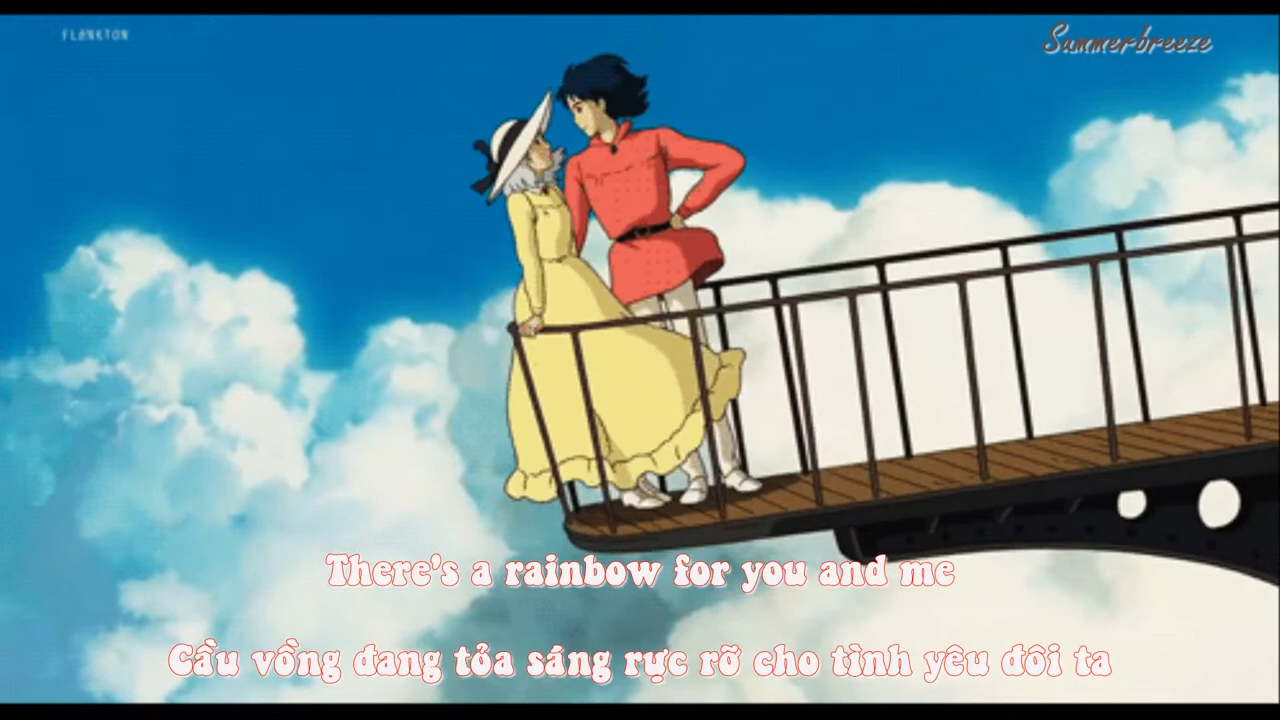 FLANKTON
Summerbreeze
There's a rainbow for you and me
Cầu vồng đang tỏa sáng rực rỡ cho tình yêu đôi ta